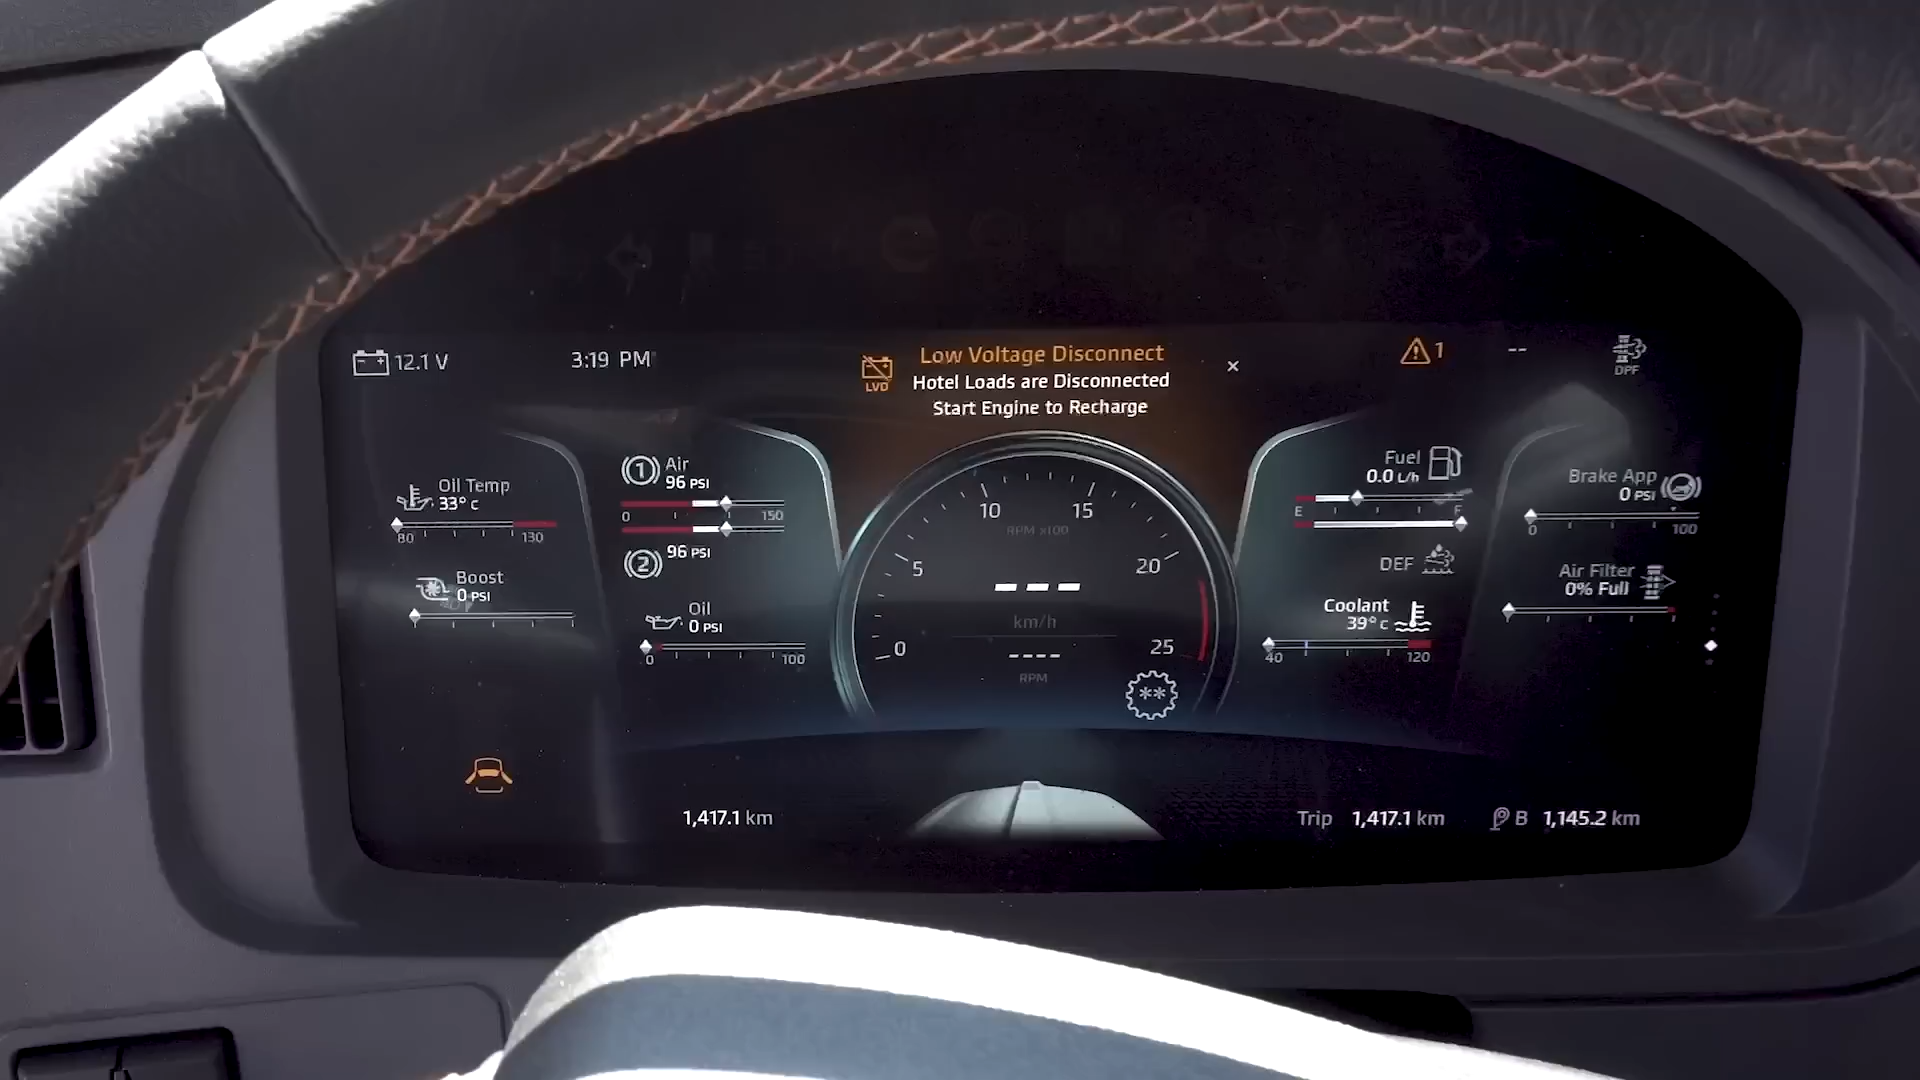 12.1 V
3:19 PM
LVD
Low Voltage Disconnect
Hotel Loads are Disconnected
Start Engine to Recharge
×
1
--
DPF
Oil Temp
33° C
80 130
Boost
0 PSI
1 Air
96 PSI
0 150
2 96 PSI
Oil
0 PSI
0 100
0 5 10 15 20 25
RPM x100
---
km/h
----
RPM
**
Fuel
0.0 L/h
E F
DEF
Coolant
39° C
40 120
Brake App
0 PSI
0 100
Air Filter
0% Full
1,417.1 km
Trip 1,417.1 km
B 1,145.2 km